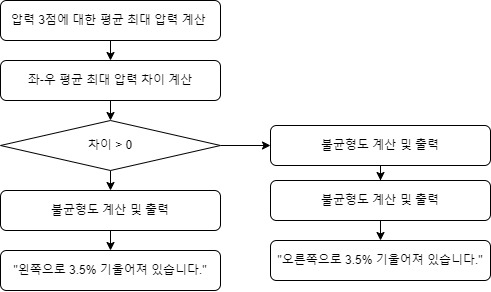 압력 3점에 대한 평균 최대 압력 계산
좌-우 평균 최대 압력 차이 계산
차이 > 0
불균형도 계산 및 출력
불균형도 계산 및 출력
불균형도 계산 및 출력
"왼쪽으로 3.5% 기울어져 있습니다."
"오른쪽으로 3.5% 기울어져 있습니다."